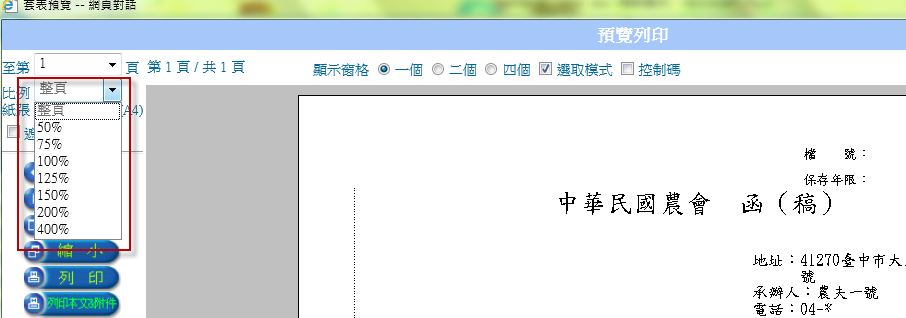 套表預覽 -- 網頁對話
預覽列印
至第 1 頁 第 1 頁 / 共 1 頁
顯示窗格 一個 二個 四個 選取模式 控制碼
比例 整頁
紙張 (A4)
整頁
50%
75%
100%
125%
150%
200%
400%
縮 小
列 印
列印本文及附件
檔 號：
保存年限：
中華民國農會 函（稿）
地址：41270臺中市大
號
承辦人：農夫一號
電話：04-*